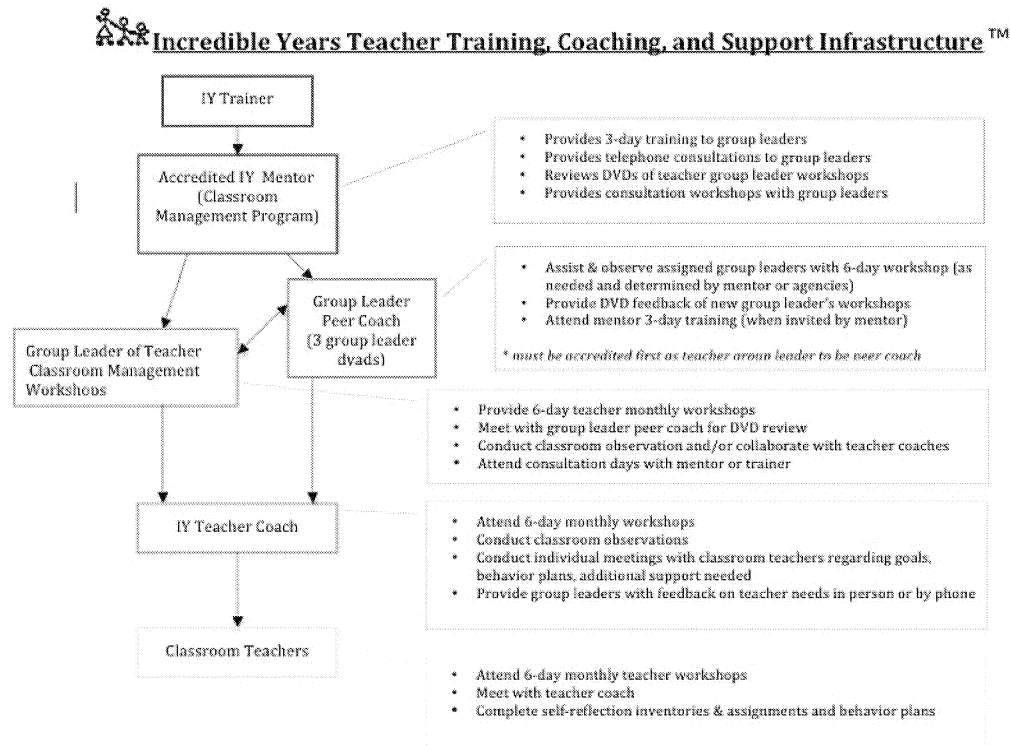 Incredible Years Teacher Training, Coaching, and Support Infrastructure ™
IY Trainer
Accredited IY Mentor
(Classroom
Management Program)
• Provides 3-day training to group leaders
• Provides telephone consultations to group leaders
• Reviews DVDs of teacher group leader workshops
• Provides consultation workshops with group leaders
Group Leader
Peer Coach
(3 group leader
dyads)
• Assist & observe assigned group leaders with 6-day workshop (as
needed and determined by mentor or agencies)
• Provide DVD feedback of new group leader's workshops
• Attend mentor 3-day training (when invited by mentor)
* must be accredited first as teacher group leader to be peer coach
Group Leader of Teacher
Classroom Management
Workshops
• Provide 6-day teacher monthly workshops
• Meet with group leader peer coach for DVD review
• Conduct classroom observation and/or collaborate with teacher coaches
• Attend consultation days with mentor or trainer
IY Teacher Coach
• Attend 6-day monthly workshops
• Conduct classroom observations
• Conduct individual meetings with classroom teachers regarding goals,
behavior plans, additional support needed
• Provide group leaders with feedback on teacher needs in person or by phone
Classroom Teachers
• Attend 6-day monthly teacher workshops
• Meet with teacher coach
• Complete self-reflection inventories & assignments and behavior plans